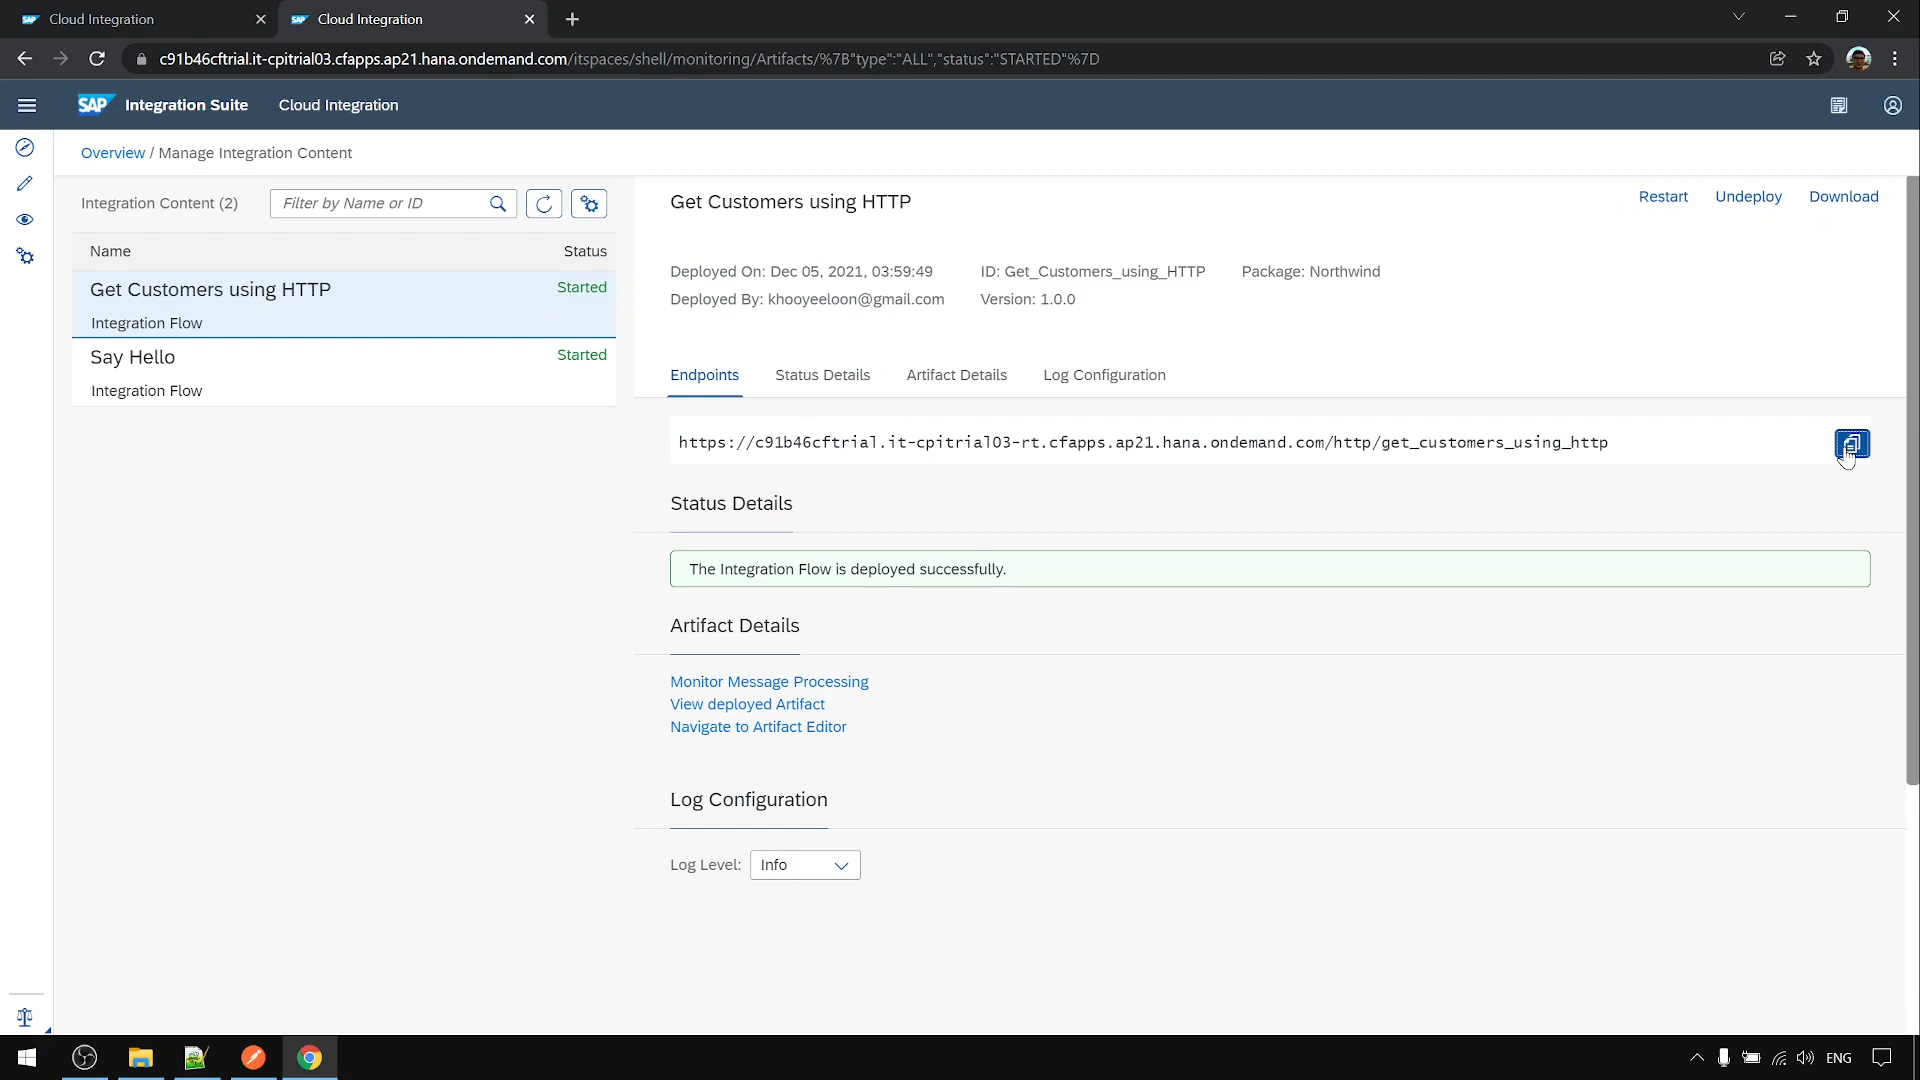 Cloud Integration
Cloud Integration
c91b46cftrial.it-cpitrial03.cfapps.ap21.hana.ondemand.com/itspaces/shell/monitoring/Artifacts/%7B"type":"ALL","status":"STARTED"%7D
SAP Integration Suite Cloud Integration
Overview / Manage Integration Content
Integration Content (2) Filter by Name or ID
Name Status
Get Customers using HTTP Started
Integration Flow
Say Hello Started
Integration Flow
Get Customers using HTTP Restart Undeploy Download
Deployed On: Dec 05, 2021, 03:59:49 ID: Get_Customers_using_HTTP Package: Northwind
Deployed By: khooyeeloon@gmail.com Version: 1.0.0
Endpoints Status Details Artifact Details Log Configuration
https://c91b46cftrial.it-cpitrial03-rt.cfapps.ap21.hana.ondemand.com/http/get_customers_using_http
Status Details
The Integration Flow is deployed successfully.
Artifact Details
Monitor Message Processing
View deployed Artifact
Navigate to Artifact Editor
Log Configuration
Log Level: Info
ENG